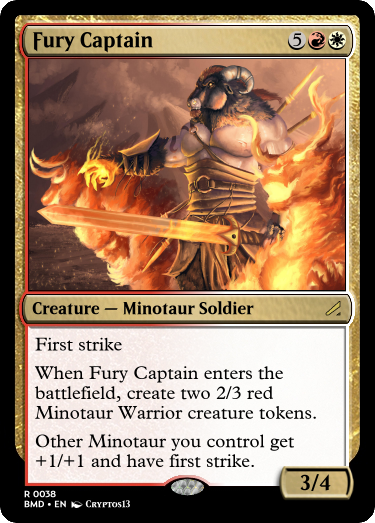 Fury Captain 5
Creature — Minotaur Soldier
First strike
When Fury Captain enters the
battlefield, create two 2/3 red
Minotaur Warrior creature tokens.
Other Minotaur you control get
+1/+1 and have first strike.
3/4
R 0038
BMD • EN Cryptos13